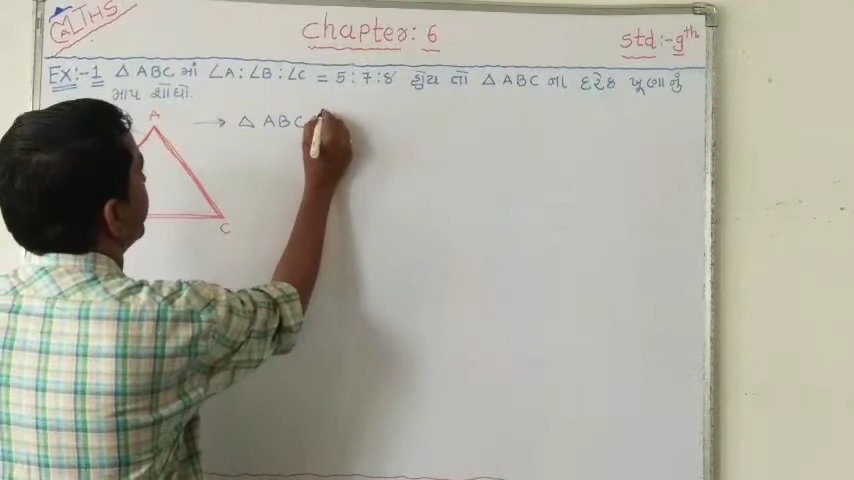 MATHS
Chapter: 6
std:-9th
Ex:-1 △ABC માં ∠A:∠B:∠C = 5:7:8 હોય તો △ABC ના દરેક ખૂણાનું
માપ શોધો.
A
→ △ABC
C